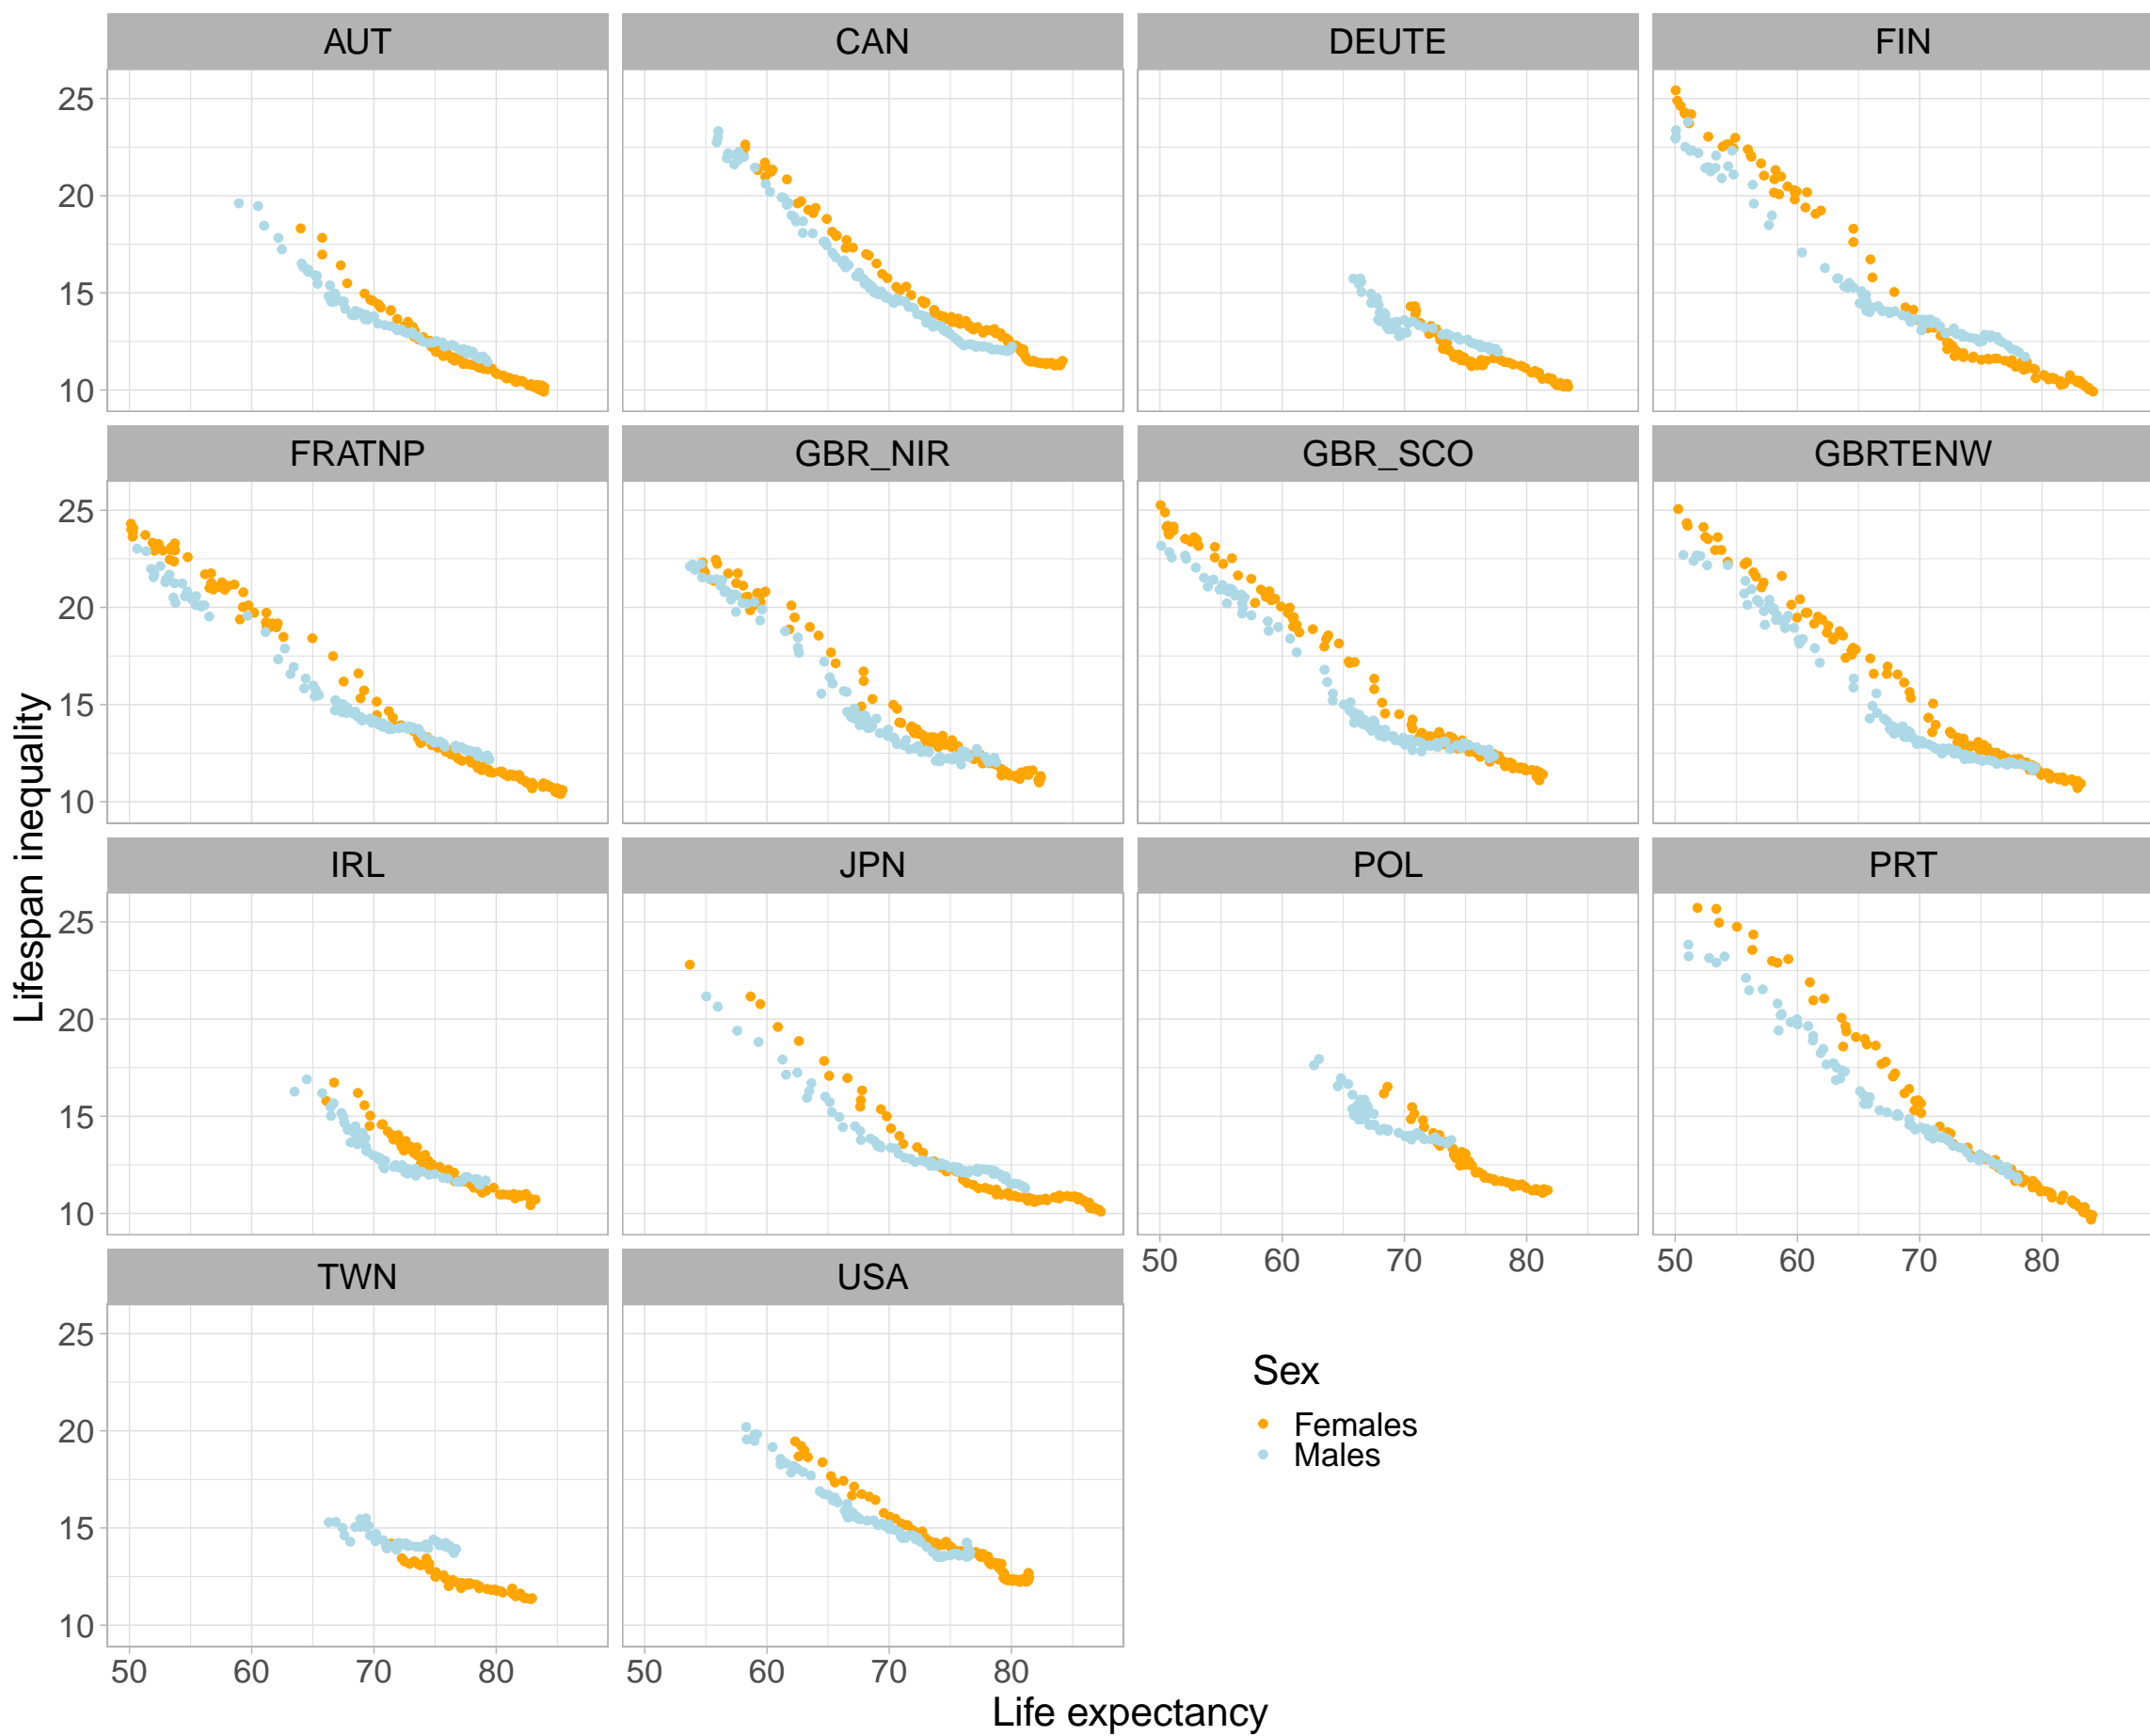 AUT CAN DEUTE FIN
25
20
15
10
FRATNP GBR_NIR GBR_SCO GBRTENW
25
20
15
10
Lifespan inequality
IRL JPN POL PRT
25
20
15
10
50 60 70 80 50 60 70 80
TWN USA
25
20
15
10
50 60 70 80 50 60 70 80
Sex
Females
Males
Life expectancy